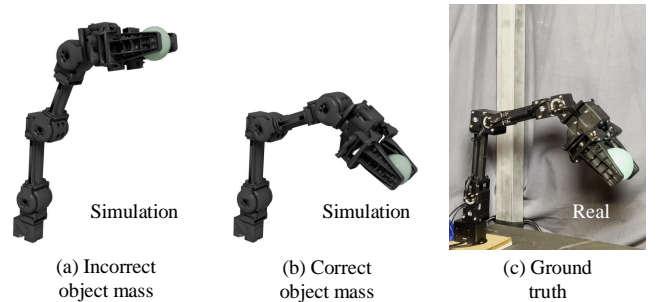 Simulation
Simulation
Real
(a) Incorrect
object mass
(b) Correct
object mass
(c) Ground
truth